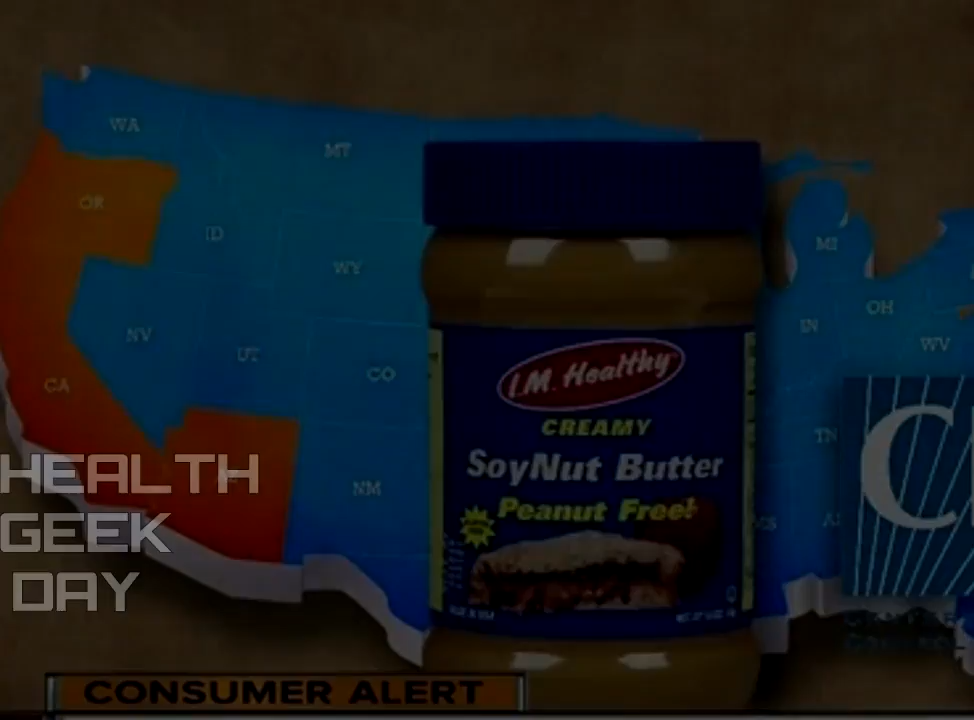 WA
MT
OR
ID
MI
WY
OH
IN
NV
WV
UT
I.M. Healthy
CO
CA
CREAMY
C
TN
SoyNut Butter
HEALTH
NM
Peanut Free!
GEEK
DAY
CONSUMER ALERT